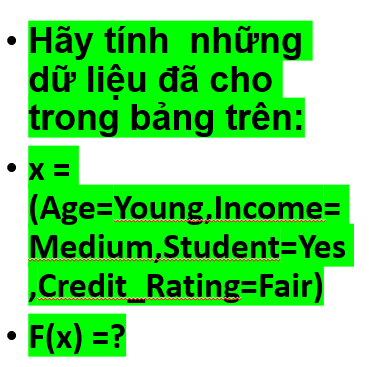 • Hãy tính những
dữ liệu đã cho
trong bảng trên:
• x =
(Age=Young,Income=
Medium,Student=Yes
,Credit_Rating=Fair)
• F(x) =?